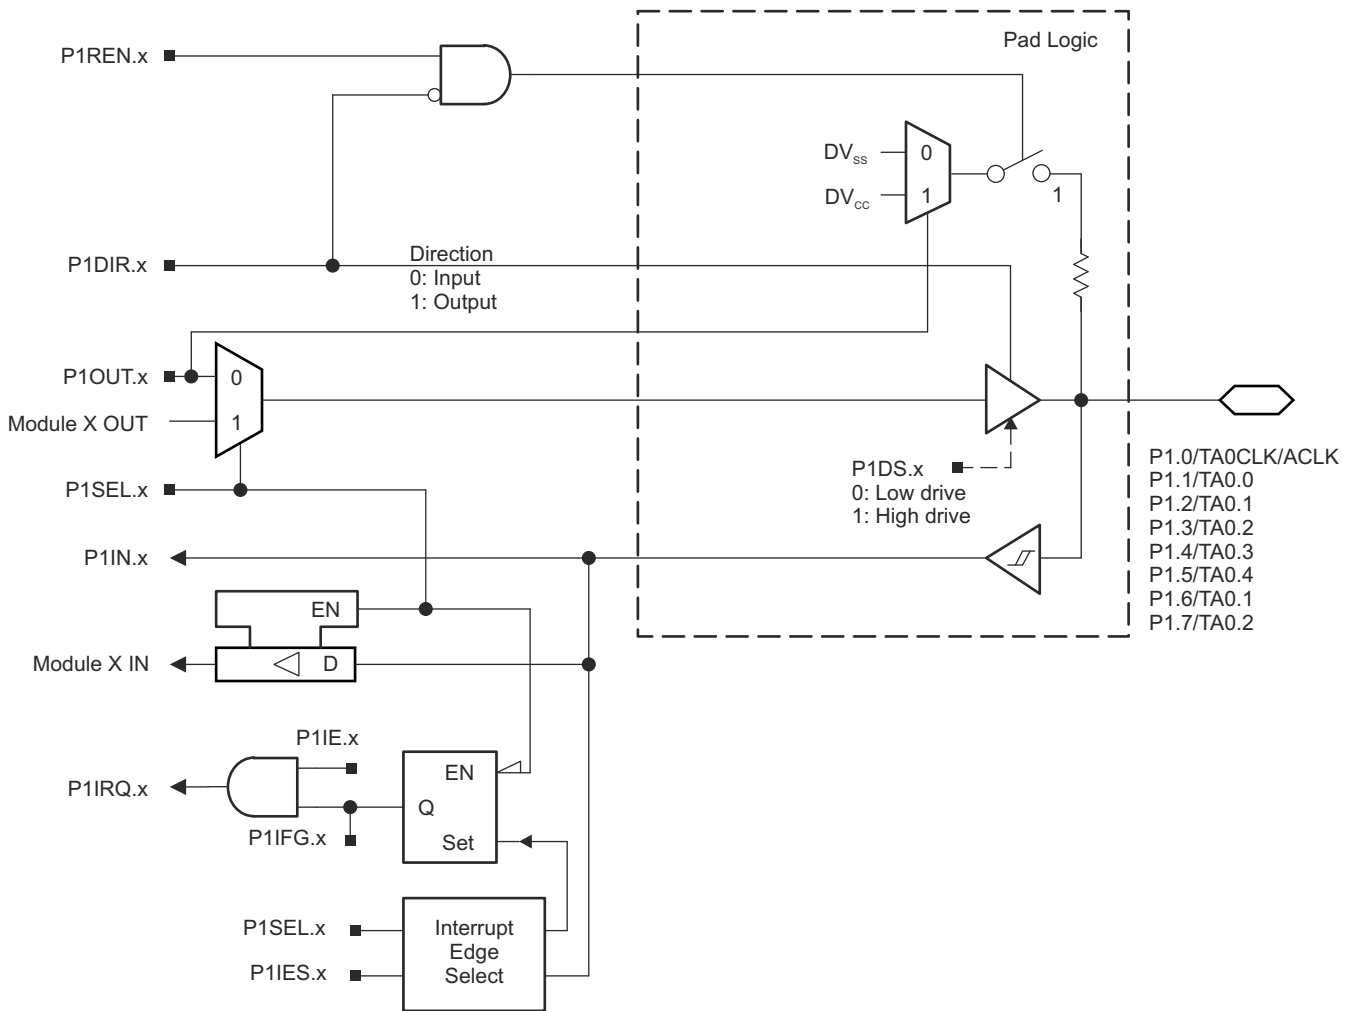 Pad Logic
P1REN.x
DVss
0
DVcc
1
1
P1DIR.x
Direction
0: Input
1: Output
P1OUT.x
0
Module X OUT
1
P1DS.x
0: Low drive
1: High drive
P1SEL.x
P1.0/TA0CLK/ACLK
P1.1/TA0.0
P1.2/TA0.1
P1.3/TA0.2
P1.4/TA0.3
P1.5/TA0.4
P1.6/TA0.1
P1.7/TA0.2
P1IN.x
EN
Module X IN
D
P1IE.x
P1IRQ.x
EN
Q
P1IFG.x
Set
P1SEL.x
P1IES.x
Interrupt
Edge
Select